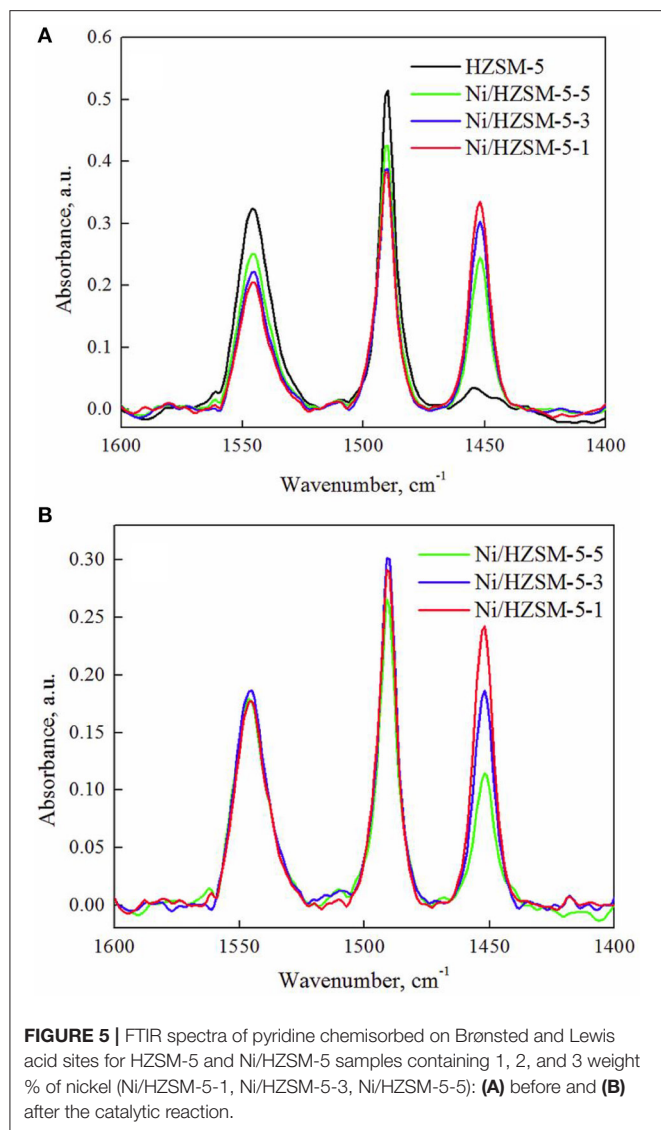 A
0.6
0.5
0.4
0.3
0.2
0.1
0.0
Absorbance, a.u.
HZSM-5
Ni/HZSM-5-5
Ni/HZSM-5-3
Ni/HZSM-5-1
1600 1550 1500 1450 1400
Wavenumber, cm-1
B
0.30
0.25
0.20
0.15
0.10
0.05
0.00
Absorbance, a.u.
Ni/HZSM-5-5
Ni/HZSM-5-3
Ni/HZSM-5-1
1600 1550 1500 1450 1400
Wavenumber, cm-1
FIGURE 5 | FTIR spectra of pyridine chemisorbed on Brønsted and Lewis
acid sites for HZSM-5 and Ni/HZSM-5 samples containing 1, 2, and 3 weight
% of nickel (Ni/HZSM-5-1, Ni/HZSM-5-3, Ni/HZSM-5-5): (A) before and (B)
after the catalytic reaction.